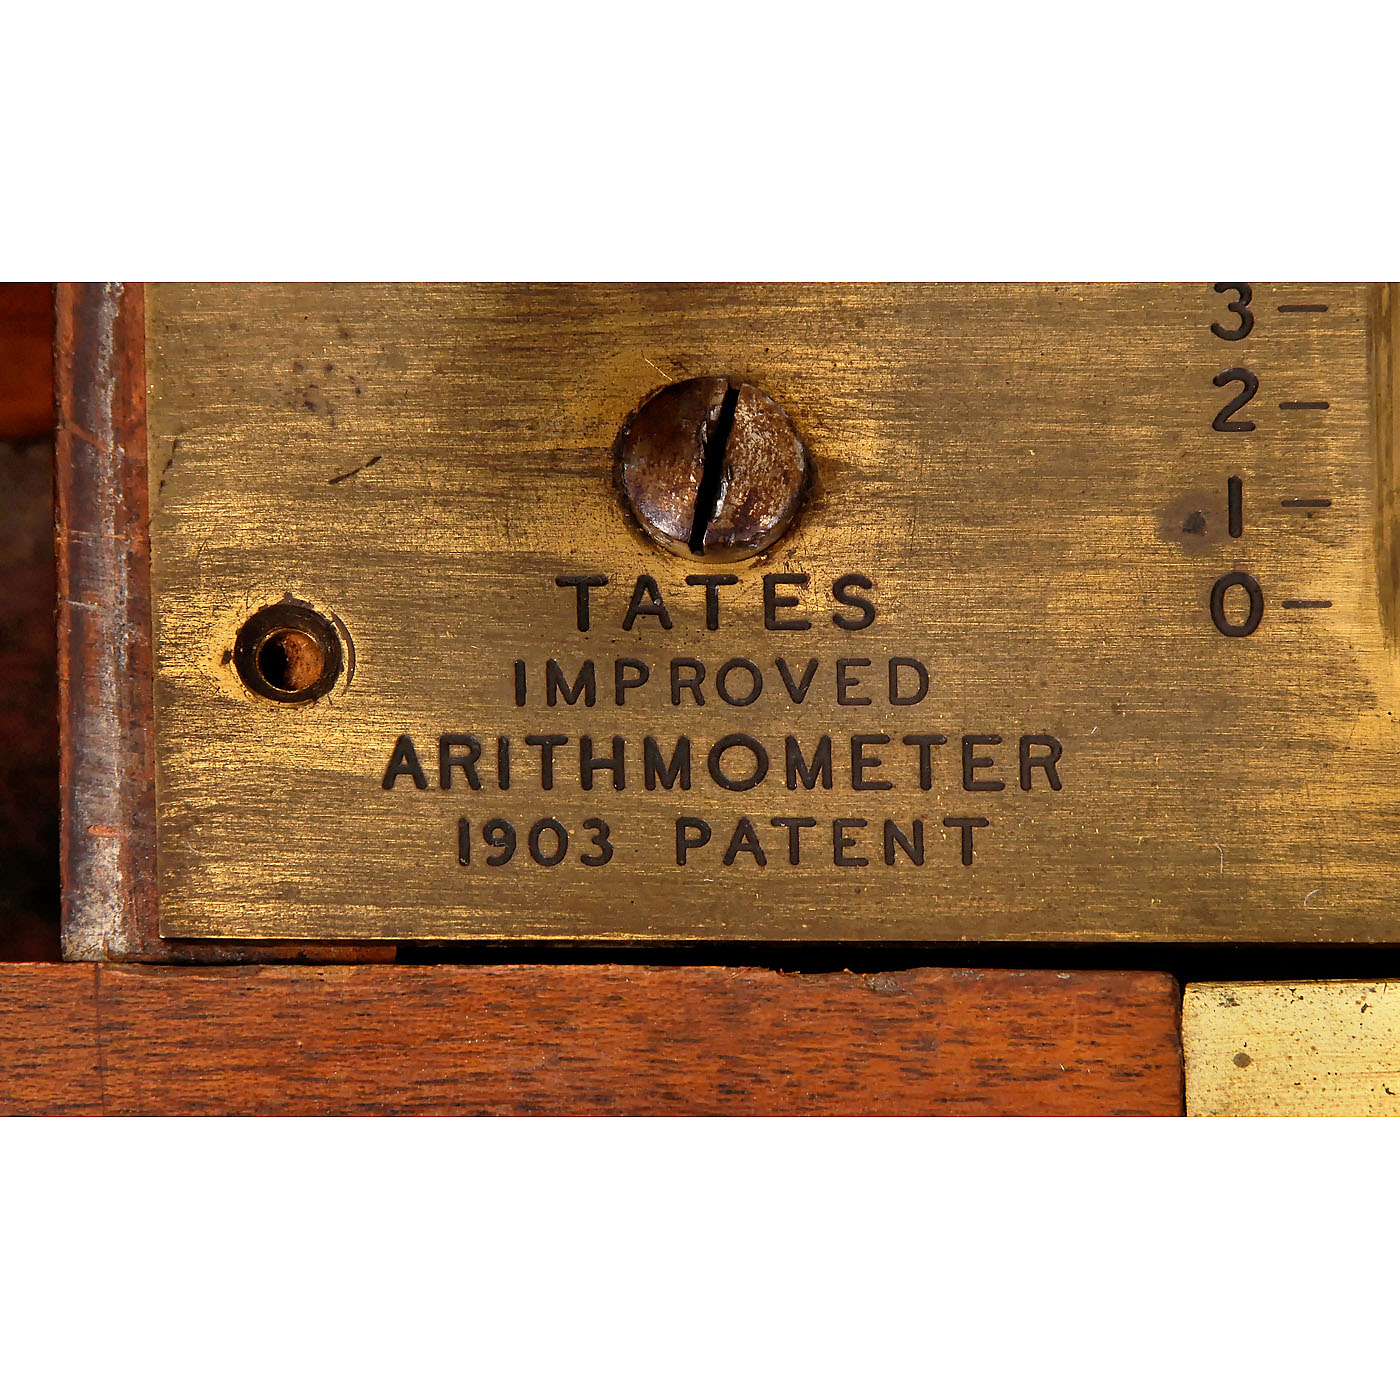 3
2
1
0
TATES
IMPROVED
ARITHMOMETER
1903 PATENT